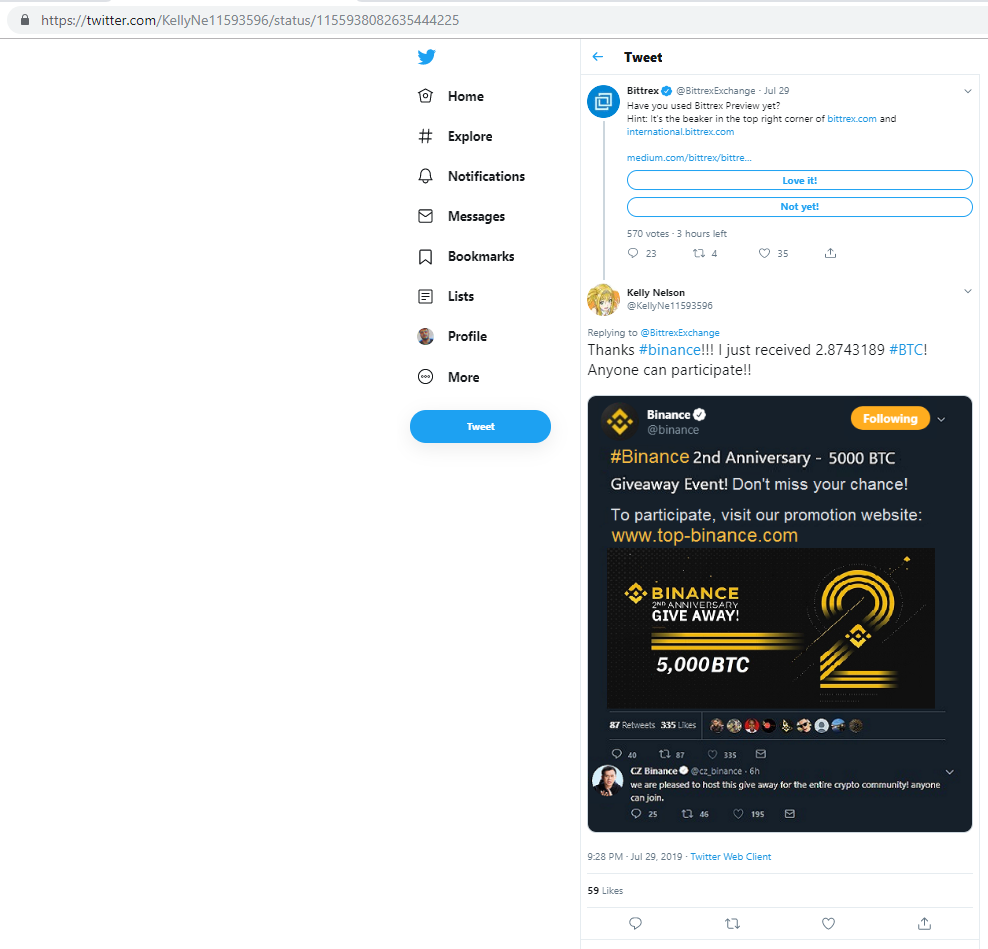 https://twitter.com/KellyNe11593596/status/1155938082635444225
Home
Explore
Notifications
Messages
Bookmarks
Lists
Profile
More
Tweet
Tweet
Bittrex @BittrexExchange · Jul 29
Have you used Bittrex Preview yet?
Hint: It's the beaker in the top right corner of bittrex.com and
international.bittrex.com
medium.com/bittrex/bittre...
Love it!
Not yet!
570 votes · 3 hours left
23 4 35
Kelly Nelson
@KellyNe11593596
Replying to @BittrexExchange
Thanks #binance!!! I just received 2.8743189 #BTC!
Anyone can participate!!
Binance
@binance
Following
#Binance 2nd Anniversary - 5000 BTC
Giveaway Event! Don't miss your chance!
To participate, visit our promotion website:
www.top-binance.com
BINANCE
2ND ANNIVERSARY
GIVE AWAY!
5,000BTC
87 Retweets 335 Likes
40 87 335
CZ Binance @cz_binance · 6h
we are pleased to host this give away for the entire crypto community! anyone
can join.
25 46 195
9:28 PM · Jul 29, 2019 · Twitter Web Client
59 Likes